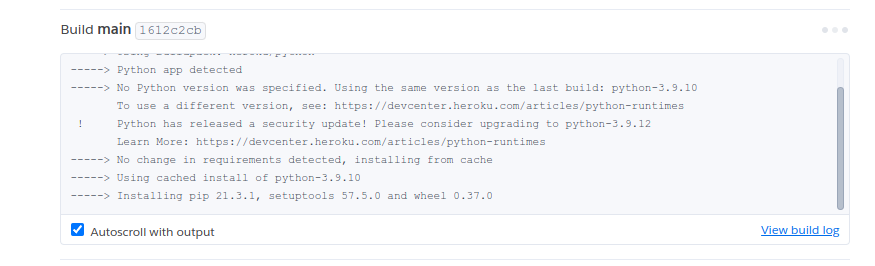 Build main 1612c2cb
-----> Python app detected
-----> No Python version was specified. Using the same version as the last build: python-3.9.10
To use a different version, see: https://devcenter.heroku.com/articles/python-runtimes
! Python has released a security update! Please consider upgrading to python-3.9.12
Learn More: https://devcenter.heroku.com/articles/python-runtimes
-----> No change in requirements detected, installing from cache
-----> Using cached install of python-3.9.10
-----> Installing pip 21.3.1, setuptools 57.5.0 and wheel 0.37.0
Autoscroll with output
View build log